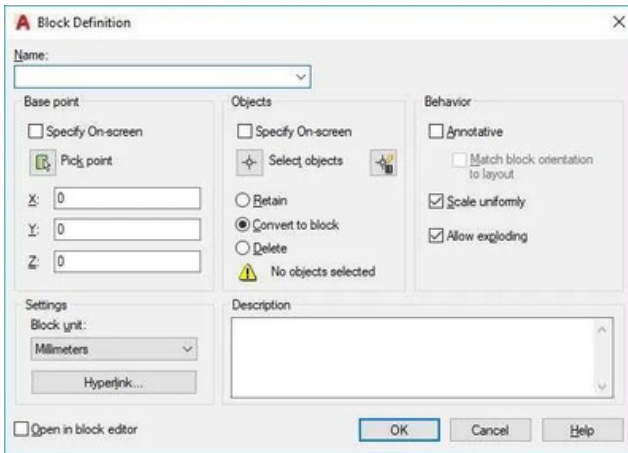 Block Definition
Name:
Base point
Specify On-screen
Pick point
X: 0
Y: 0
Z: 0
Objects
Specify On-screen
Select objects
Retain
Convert to block
Delete
No objects selected
Behavior
Annotative
Match block orientation
to layout
Scale uniformly
Allow exploding
Settings
Block unit:
Millimeters
Hyperlink...
Description
Open in block editor
OK
Cancel
Help